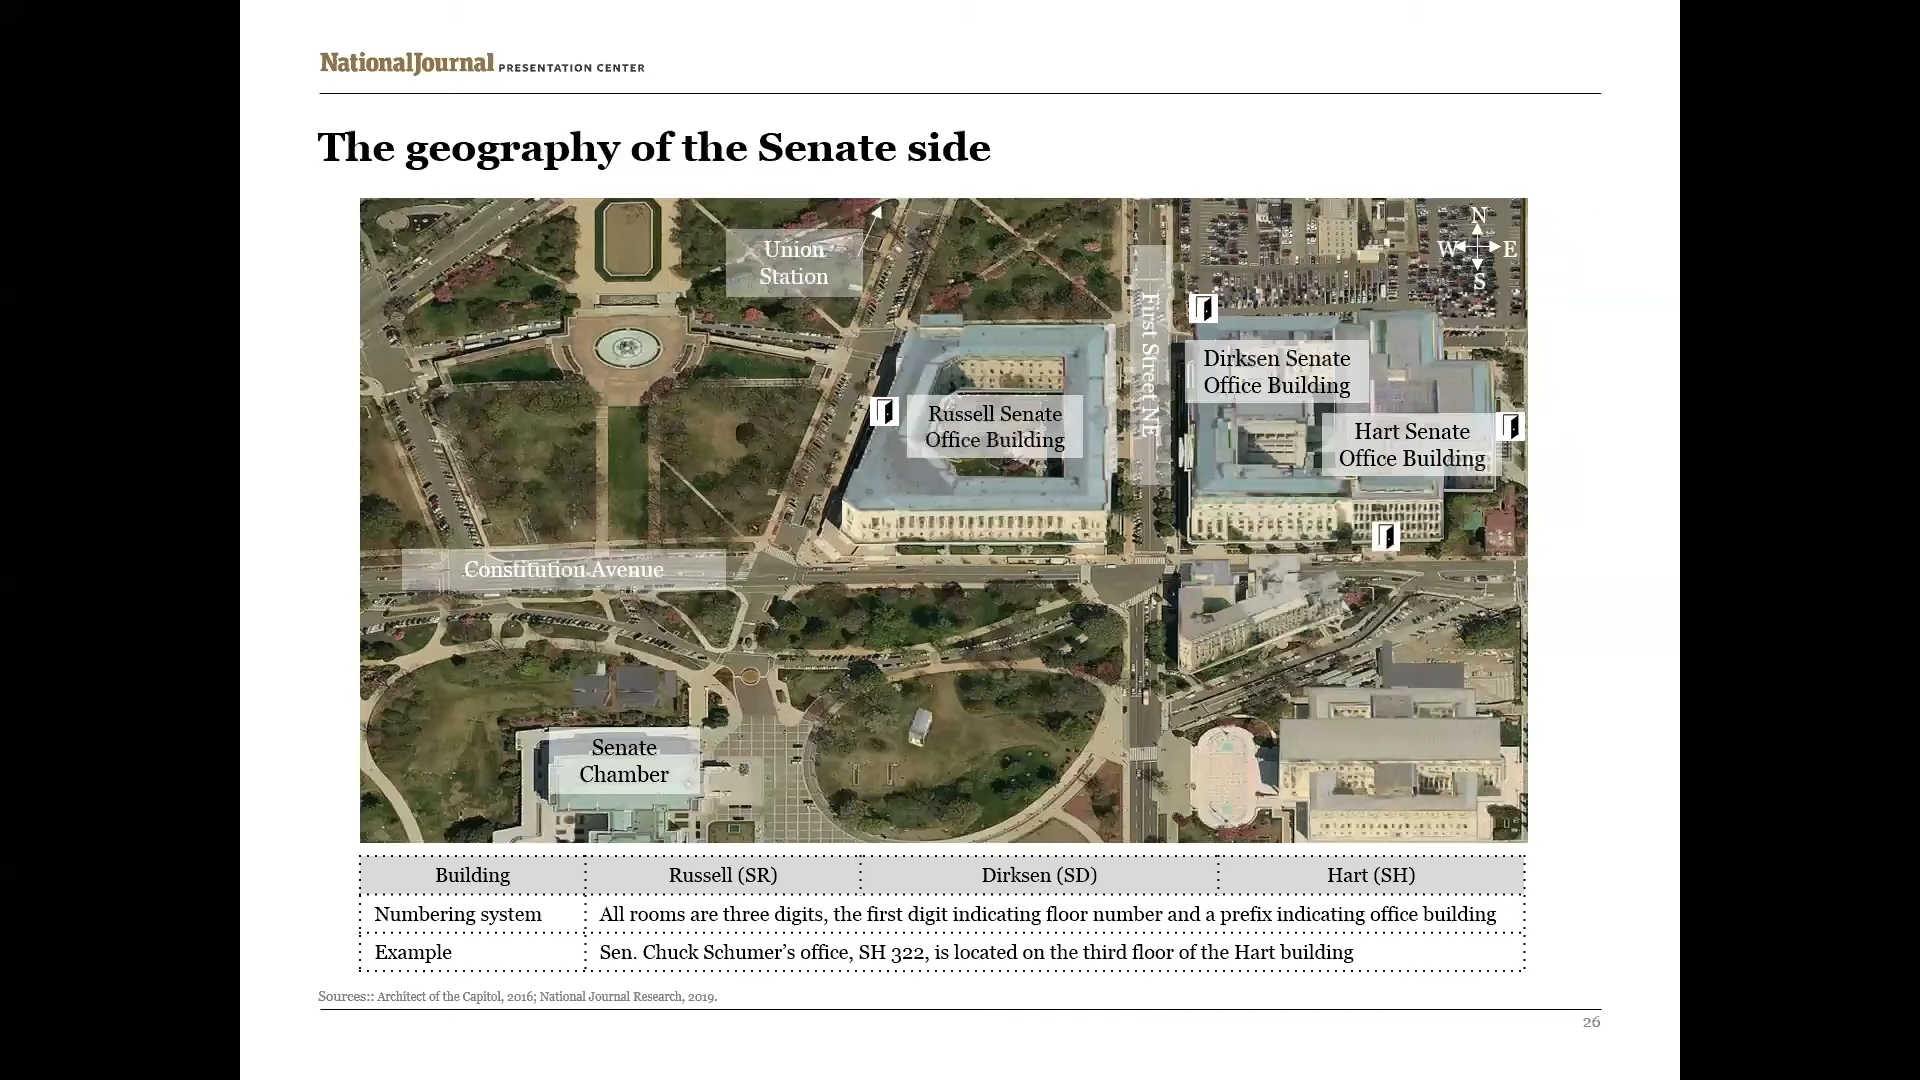 NationalJournal PRESENTATION CENTER
The geography of the Senate side
Union
Station
N
W E
S
First Street NE
Dirksen Senate
Office Building
Russell Senate
Office Building
Hart Senate
Office Building
Constitution Avenue
Senate
Chamber
Building Russell (SR) Dirksen (SD) Hart (SH)
Numbering system All rooms are three digits, the first digit indicating floor number and a prefix indicating office building
Example Sen. Chuck Schumer’s office, SH 322, is located on the third floor of the Hart building
Sources:: Architect of the Capitol, 2016; National Journal Research, 2019.
26